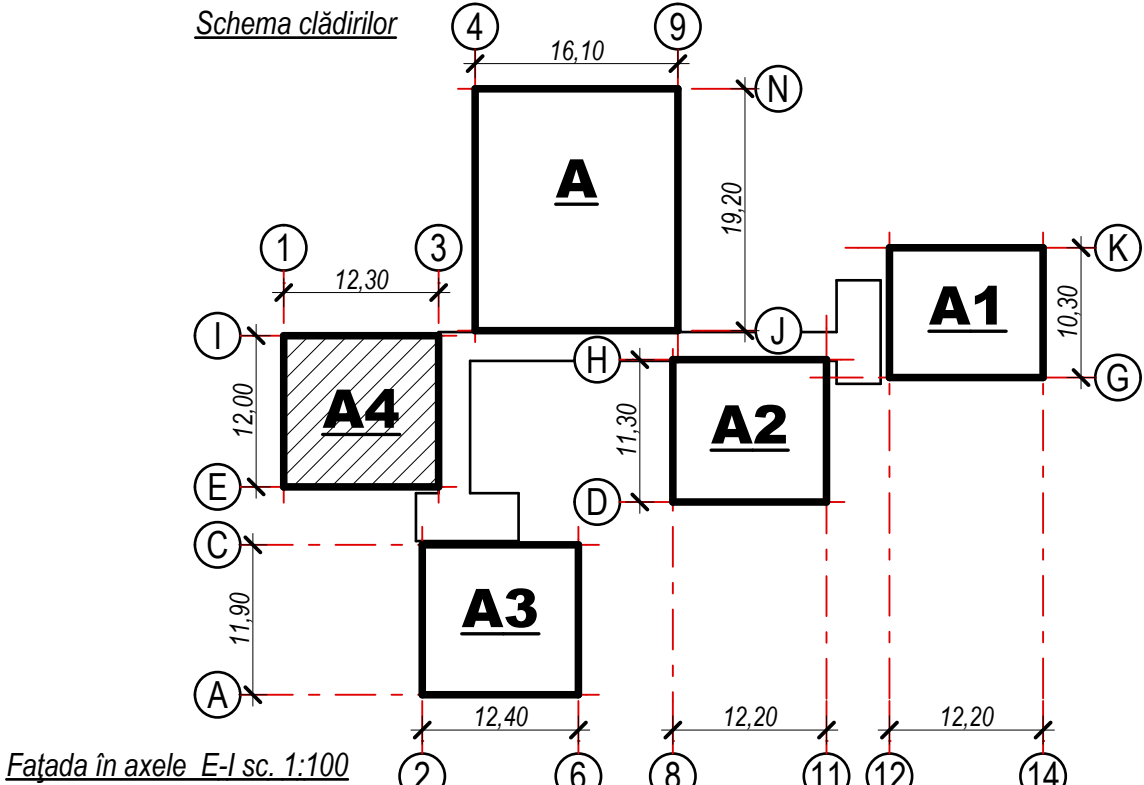 Schema clădirilor
4
9
16,10
N
A
19,20
1
3
12,30
K
A1
10,30
I
J
H
G
A4
12,00
A2
11,30
E
D
C
A3
11,90
A
12,40
12,20
12,20
Faţada în axele E-I sc. 1:100
2
6
8
11
12
14